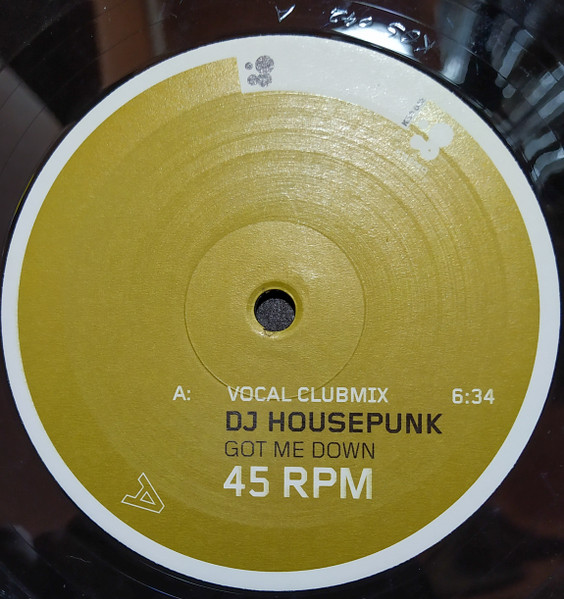 A: VOCAL CLUBMIX 6:34
DJ HOUSEPUNK
GOT ME DOWN
45 RPM